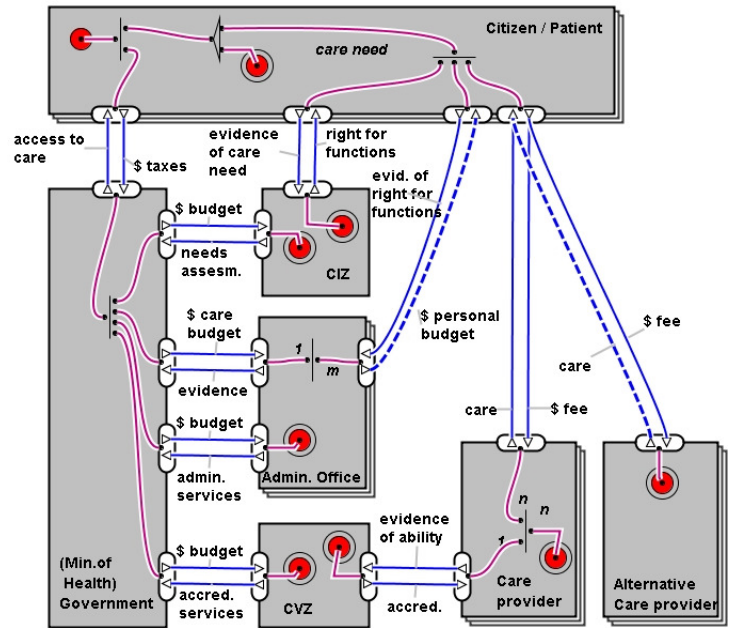 Citizen / Patient
care need
access to
care
$ taxes
evidence
of care
need
right for
functions
evid. of
right for
functions
$ budget
needs
assesm.
CIZ
$ care
budget
evidence
1
m
$ personal
budget
$ fee
care
care
$ fee
$ budget
admin.
services
Admin. Office
n
n
1
evidence
of ability
accred.
$ budget
accred.
services
CVZ
(Min.of
Health)
Government
Care
provider
Alternative
Care provider